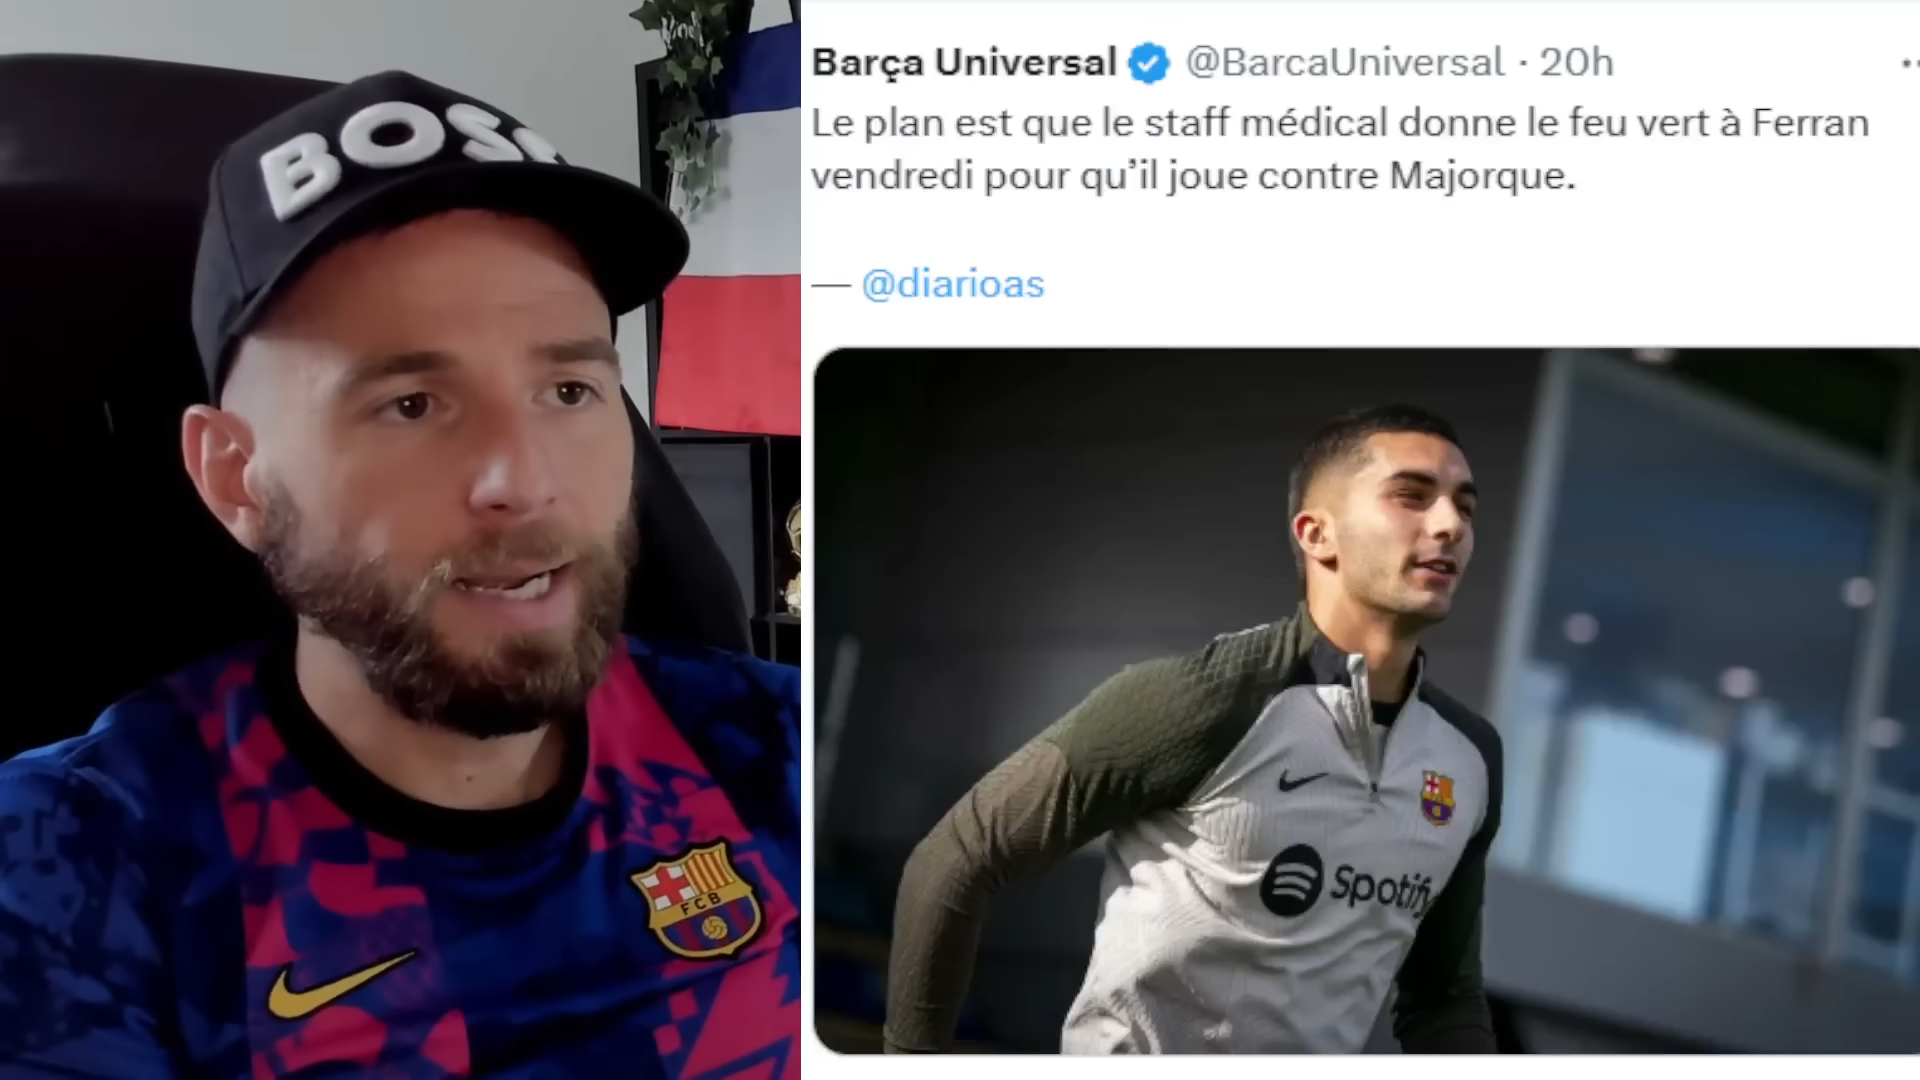 BOSS
FCB
Barça Universal @BarcaUniversal · 20h
Le plan est que le staff médical donne le feu vert à Ferran
vendredi pour qu’il joue contre Majorque.
— @diarioas
Spotify